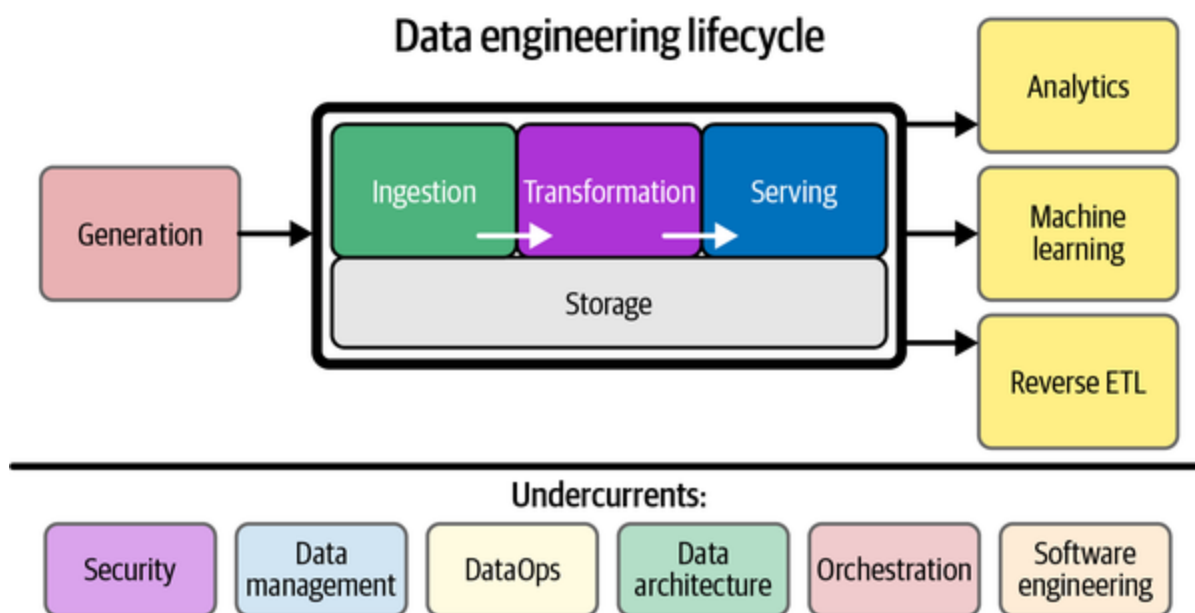 Data engineering lifecycle
Generation
Ingestion
Transformation
Serving
Storage
Analytics
Machine
learning
Reverse ETL
Undercurrents:
Security
Data
management
DataOps
Data
architecture
Orchestration
Software
engineering